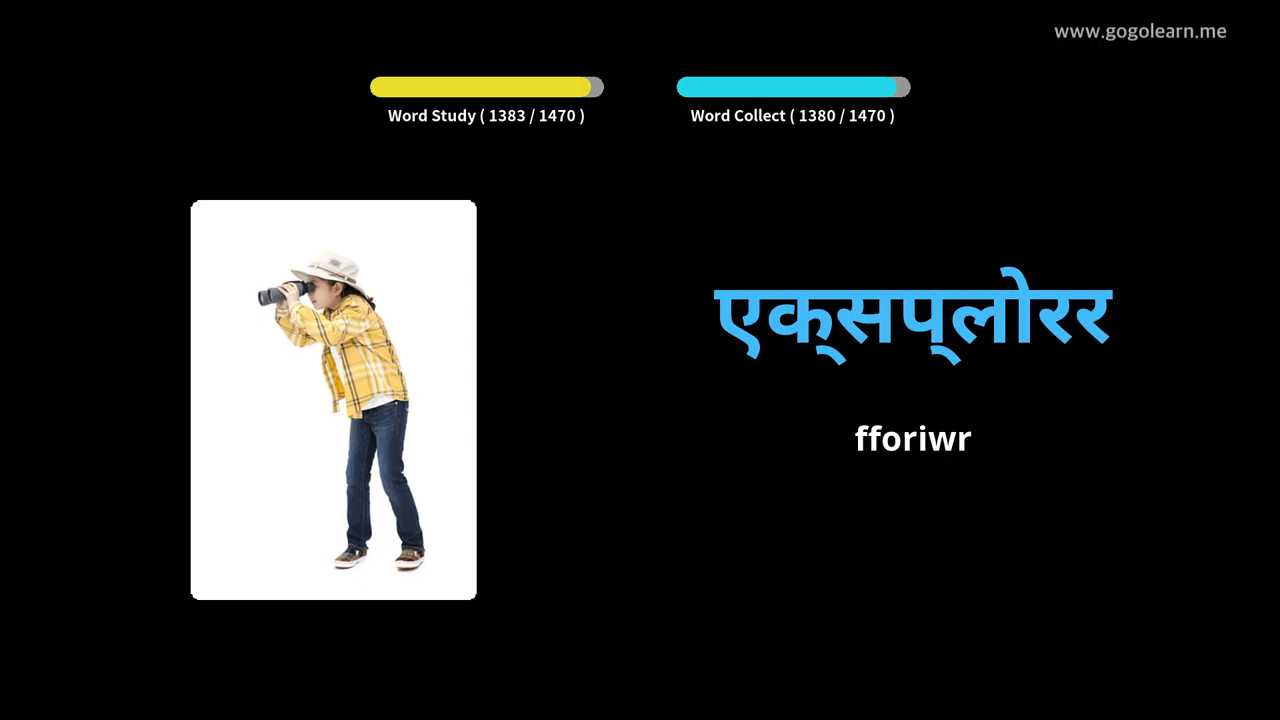 www.gogolearn.me
Word Study ( 1383 / 1470 )
Word Collect ( 1380 / 1470 )
एक्सप्लोरर
fforiwr